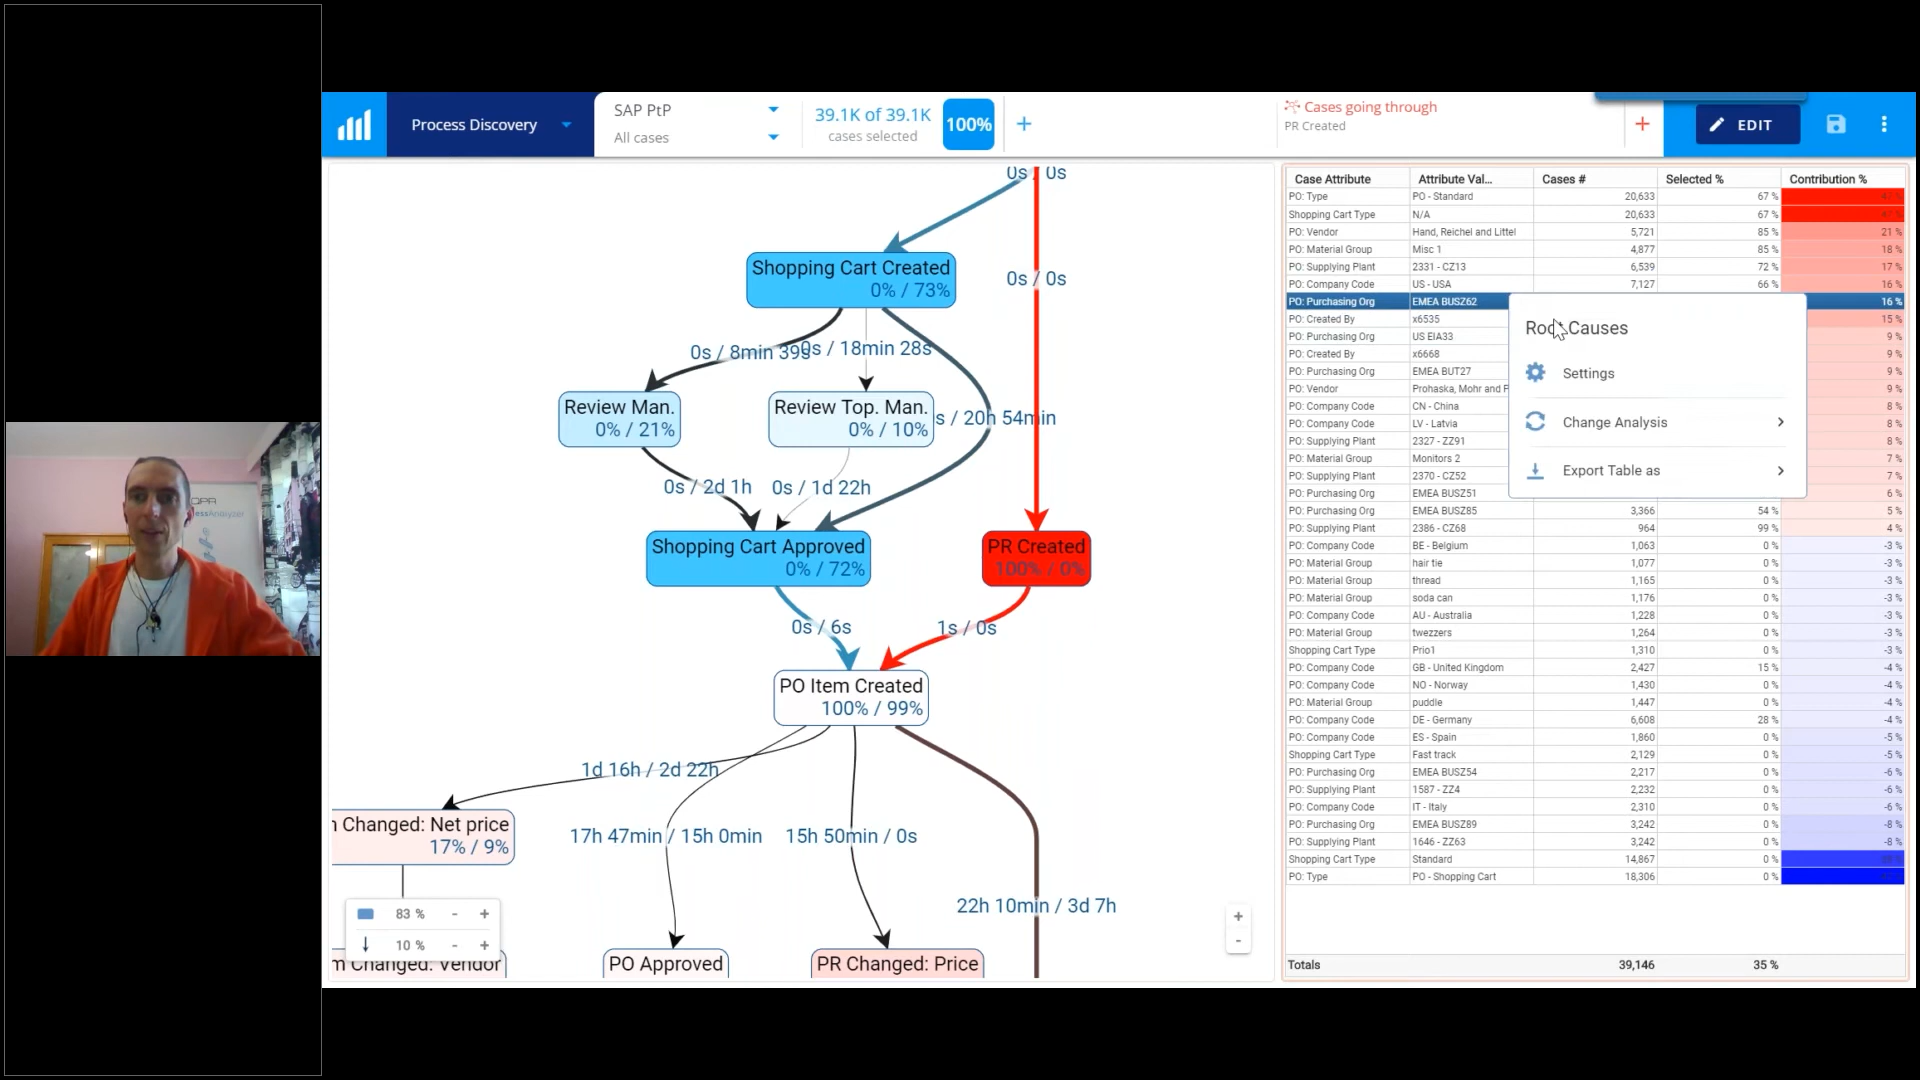 QPR
essAnalyzer
Process Discovery
SAP PtP
All cases
39.1K of 39.1K
cases selected
100%
+
Cases going through
PR Created
+
EDIT
0s / 0s
Shopping Cart Created
0% / 73%
0s / 0s
0s / 8min 39s
0s / 18min 28s
Review Man.
0% / 21%
Review Top. Man.
0% / 10%
s / 20h 54min
0s / 2d 1h
0s / 1d 22h
Shopping Cart Approved
0% / 72%
PR Created
100% / 0%
0s / 6s
1s / 0s
PO Item Created
100% / 99%
1d 16h / 2d 22h
Changed: Net price
17% / 9%
17h 47min / 15h 0min
15h 50min / 0s
22h 10min / 3d 7h
83 % - +
10 % - +
m Changed: Vendor
PO Approved
PR Changed: Price
+
-
Case Attribute Attribute Val... Cases # Selected % Contribution %
PO: Type PO - Standard 20,633 67 %
Shopping Cart Type N/A 20,633 67 %
PO: Vendor Hand, Reichel and Littel 5,721 85 % 21 %
PO: Material Group Misc 1 4,877 85 % 18 %
PO: Supplying Plant 2331 - CZ13 6,539 72 % 17 %
PO: Company Code US - USA 7,127 66 % 16 %
PO: Purchasing Org EMEA BUSZ62 16 %
PO: Created By x6535 15 %
PO: Purchasing Org US EIA33 9 %
PO: Created By x6668 9 %
PO: Purchasing Org EMEA BUT27 9 %
PO: Vendor Prohaska, Mohr and F 9 %
PO: Company Code CN - China 8 %
PO: Company Code LV - Latvia 8 %
PO: Supplying Plant 2327 - ZZ91 8 %
PO: Material Group Monitors 2 7 %
PO: Supplying Plant 2370 - CZ52 7 %
PO: Purchasing Org EMEA BUSZ51 6 %
PO: Purchasing Org EMEA BUSZ85 3,366 54 % 5 %
PO: Supplying Plant 2386 - CZ68 964 99 % 4 %
PO: Company Code BE - Belgium 1,063 0 % -3 %
PO: Material Group hair tie 1,077 0 % -3 %
PO: Material Group thread 1,165 0 % -3 %
PO: Material Group soda can 1,176 0 % -3 %
PO: Company Code AU - Australia 1,228 0 % -3 %
PO: Material Group twezzers 1,264 0 % -3 %
Shopping Cart Type Prio1 1,310 0 % -3 %
PO: Company Code GB - United Kingdom 2,427 15 % -4 %
PO: Company Code NO - Norway 1,430 0 % -4 %
PO: Material Group puddle 1,447 0 % -4 %
PO: Company Code DE - Germany 6,608 28 % -4 %
PO: Company Code ES - Spain 1,860 0 % -5 %
Shopping Cart Type Fast track 2,129 0 % -5 %
PO: Purchasing Org EMEA BUSZ54 2,217 0 % -6 %
PO: Supplying Plant 1587 - ZZ4 2,232 0 % -6 %
PO: Company Code IT - Italy 2,310 0 % -6 %
PO: Purchasing Org EMEA BUSZ89 3,242 0 % -8 %
PO: Supplying Plant 1646 - ZZ63 3,242 0 % -8 %
Shopping Cart Type Standard 14,867 0 %
PO: Type PO - Shopping Cart 18,306 0 %
Totals 39,146 35 %
Root Causes
Settings
Change Analysis
Export Table as